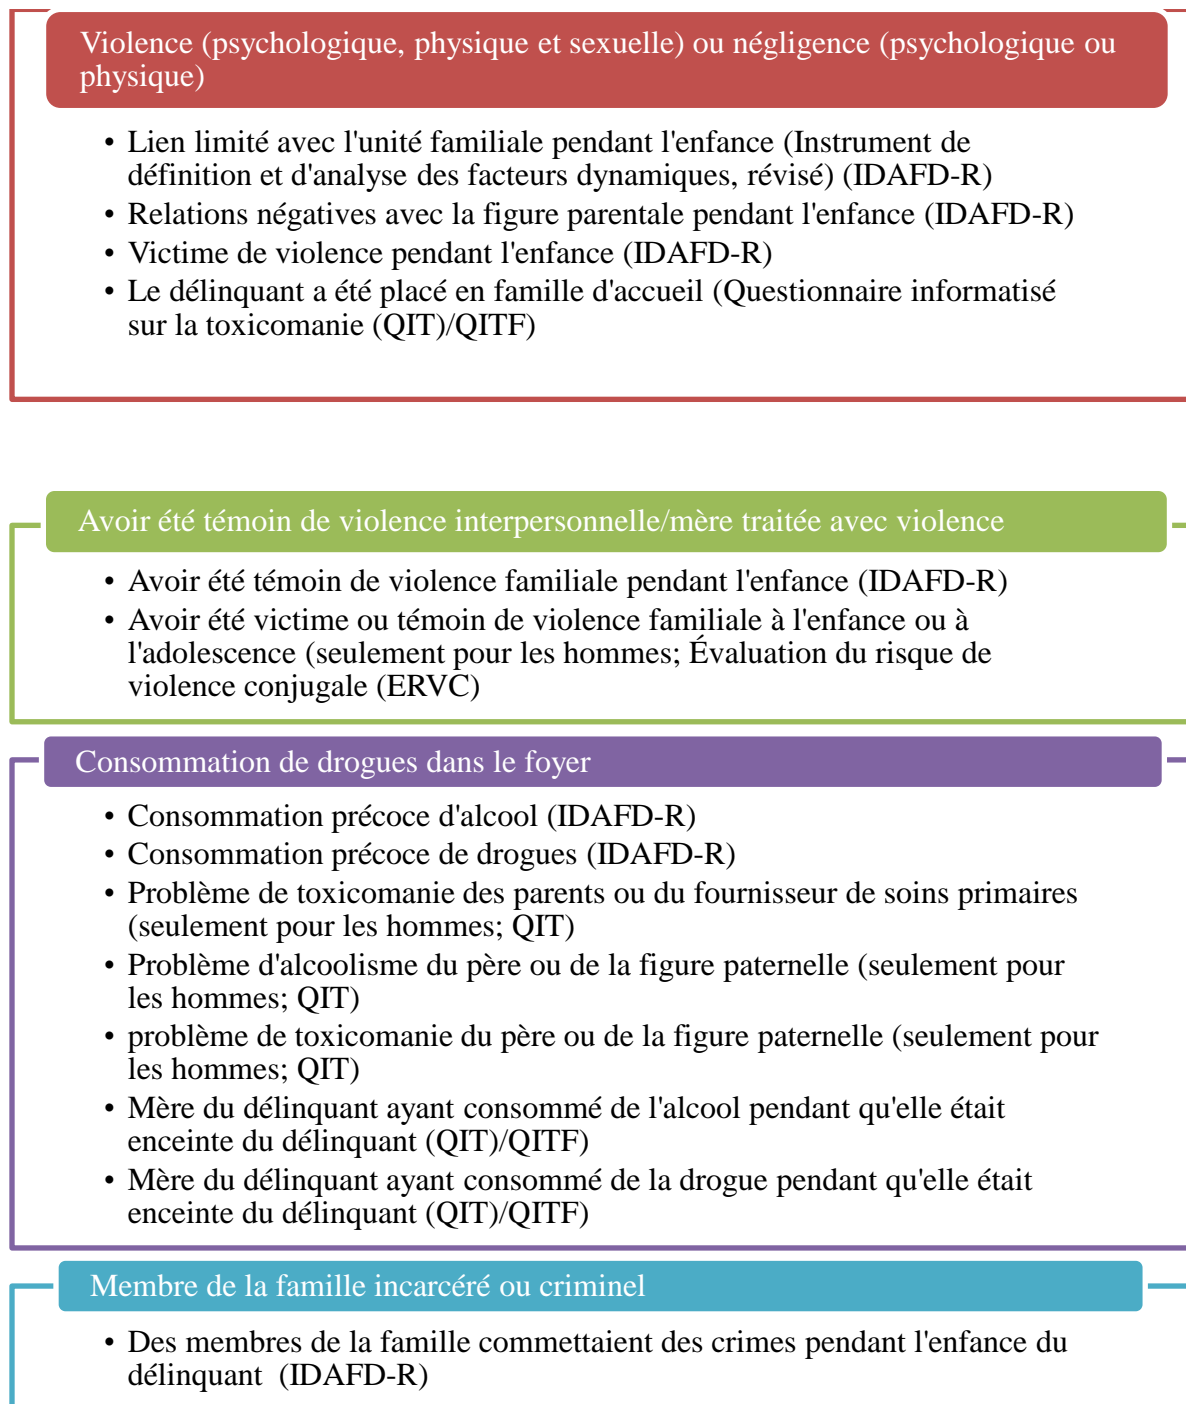 Violence (psychologique, physique et sexuelle) ou négligence (psychologique ou
physique)
• Lien limité avec l'unité familiale pendant l'enfance (Instrument de
définition et d'analyse des facteurs dynamiques, révisé) (IDAFD-R)
• Relations négatives avec la figure parentale pendant l'enfance (IDAFD-R)
• Victime de violence pendant l'enfance (IDAFD-R)
• Le délinquant a été placé en famille d'accueil (Questionnaire informatisé
sur la toxicomanie (QIT)/QITF)
Avoir été témoin de violence interpersonnelle/mère traitée avec violence
• Avoir été témoin de violence familiale pendant l'enfance (IDAFD-R)
• Avoir été victime ou témoin de violence familiale à l'enfance ou à
l'adolescence (seulement pour les hommes; Évaluation du risque de
violence conjugale (ERVC)
Consommation de drogues dans le foyer
• Consommation précoce d'alcool (IDAFD-R)
• Consommation précoce de drogues (IDAFD-R)
• Problème de toxicomanie des parents ou du fournisseur de soins primaires
(seulement pour les hommes; QIT)
• Problème d'alcoolisme du père ou de la figure paternelle (seulement pour
les hommes; QIT)
• problème de toxicomanie du père ou de la figure paternelle (seulement pour
les hommes; QIT)
• Mère du délinquant ayant consommé de l'alcool pendant qu'elle était
enceinte du délinquant (QIT)/QITF)
• Mère du délinquant ayant consommé de la drogue pendant qu'elle était
enceinte du délinquant (QIT)/QITF)
Membre de la famille incarcéré ou criminel
• Des membres de la famille commettaient des crimes pendant l'enfance du
délinquant (IDAFD-R)